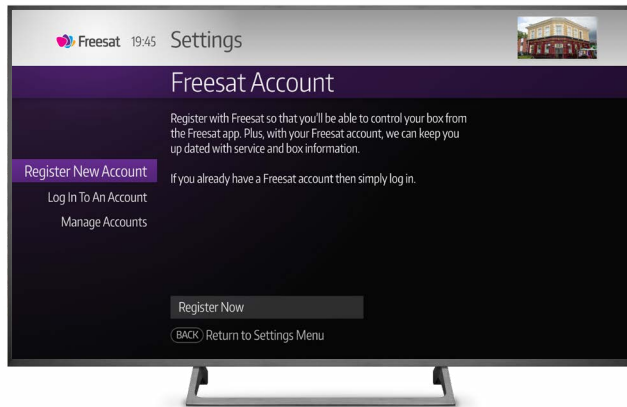 Freesat 19:45 Settings
Freesat Account
Register with Freesat so that you'll be able to control your box from
the Freesat app. Plus, with your Freesat account, we can keep you
up dated with service and box information.
If you already have a Freesat account then simply log in.
Register New Account
Log In To An Account
Manage Accounts
Register Now
BACK Return to Settings Menu